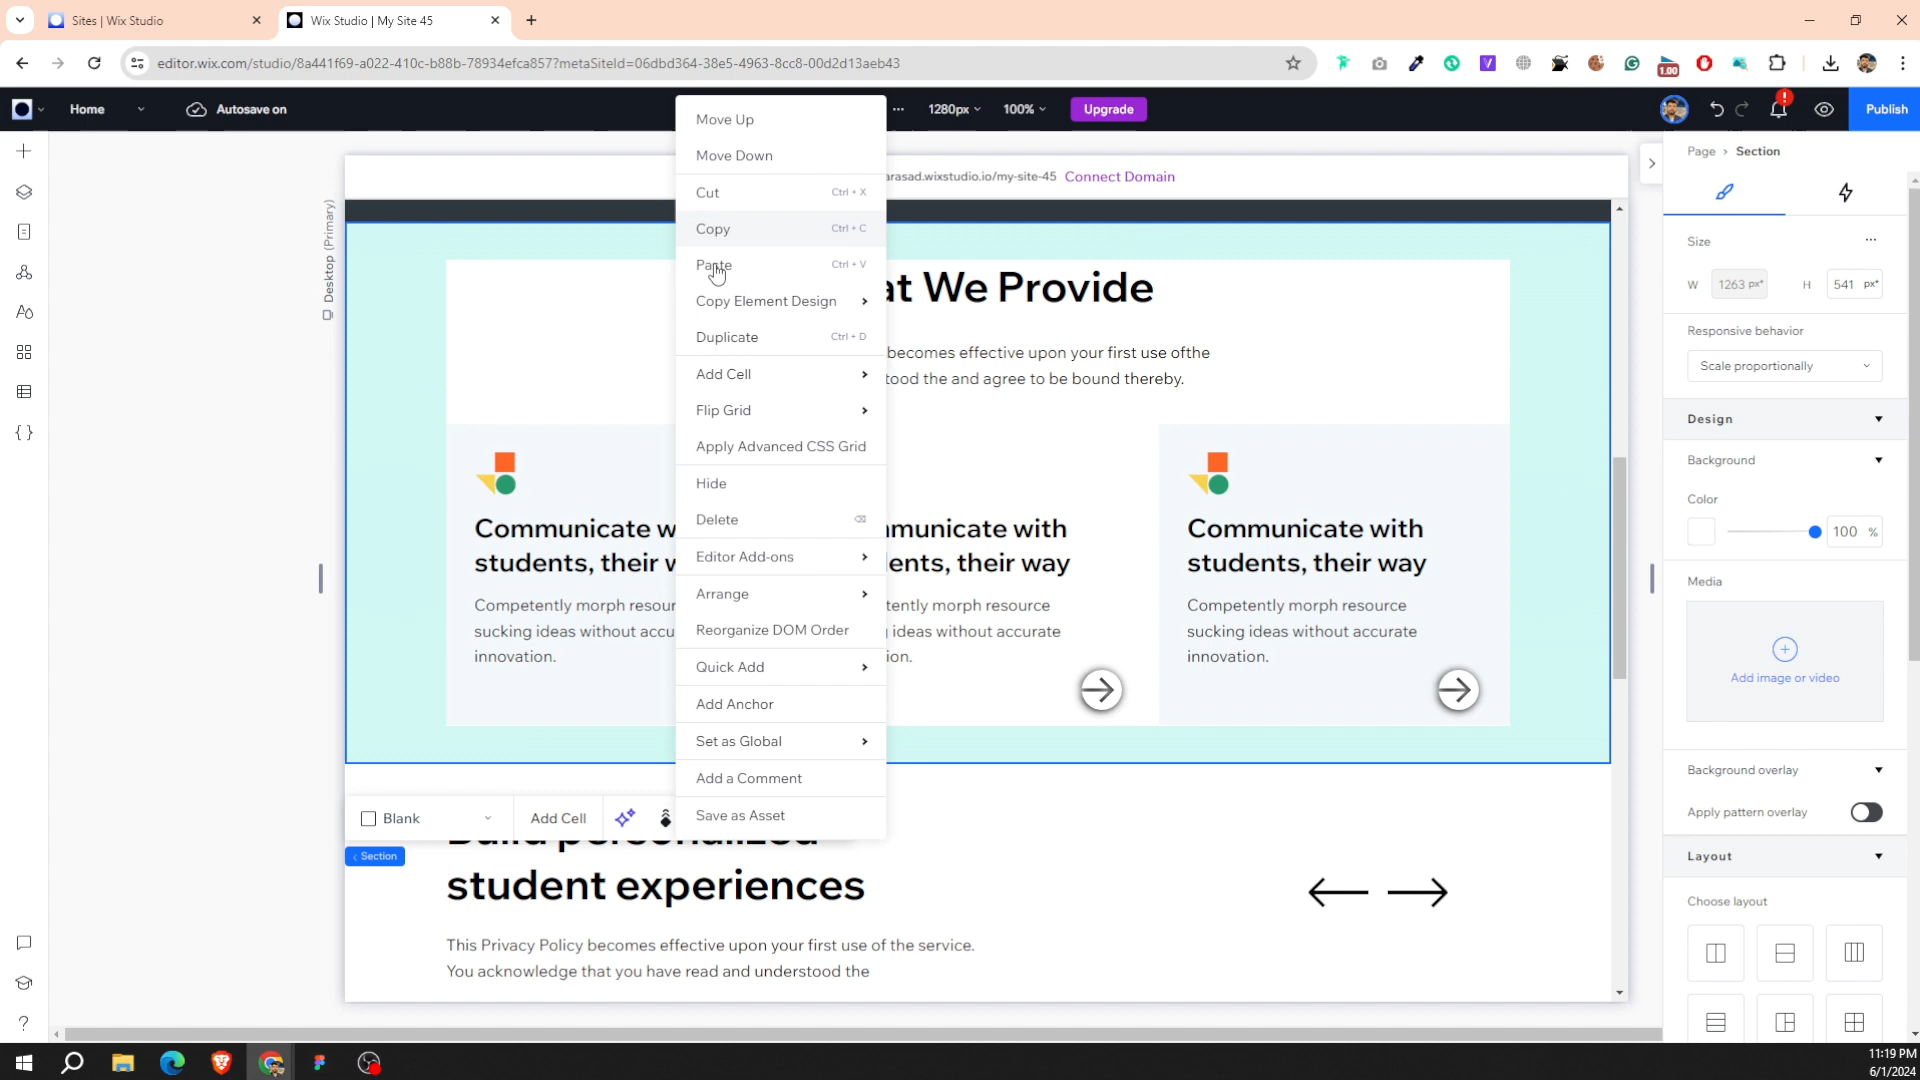 Sites | Wix Studio
Wix Studio | My Site 45
editor.wix.com/studio/8a441f69-a022-410c-b88b-78934efca857?metaSiteId=06dbd364-38e5-4963-8cc8-00d2d13aeb43
1.00
Home
Autosave on
1280px
100%
Upgrade
Publish
Desktop (Primary)
arasad.wixstudio.io/my-site-45 Connect Domain
Move Up
Move Down
Cut Ctrl + X
Copy Ctrl + C
Paste Ctrl + V
Copy Element Design
Duplicate Ctrl + D
Add Cell
Flip Grid
Apply Advanced CSS Grid
Hide
Delete
Editor Add-ons
Arrange
Reorganize DOM Order
Quick Add
Add Anchor
Set as Global
Add a Comment
Save as Asset
at We Provide
becomes effective upon your first use ofthe
tood the and agree to be bound thereby.
Communicate w
students, their w
Competently morph resour
sucking ideas without accu
innovation.
municate with
ents, their way
tently morph resource
ideas without accurate
ion.
Communicate with
students, their way
Competently morph resource
sucking ideas without accurate
innovation.
Blank
Add Cell
Section
Build personalized
student experiences
This Privacy Policy becomes effective upon your first use of the service.
You acknowledge that you have read and understood the
Page > Section
Size
W 1263 px* H 541 px*
Responsive behavior
Scale proportionally
Design
Background
Color
100 %
Media
Add image or video
Background overlay
Apply pattern overlay
Layout
Choose layout
11:19 PM
6/1/2024